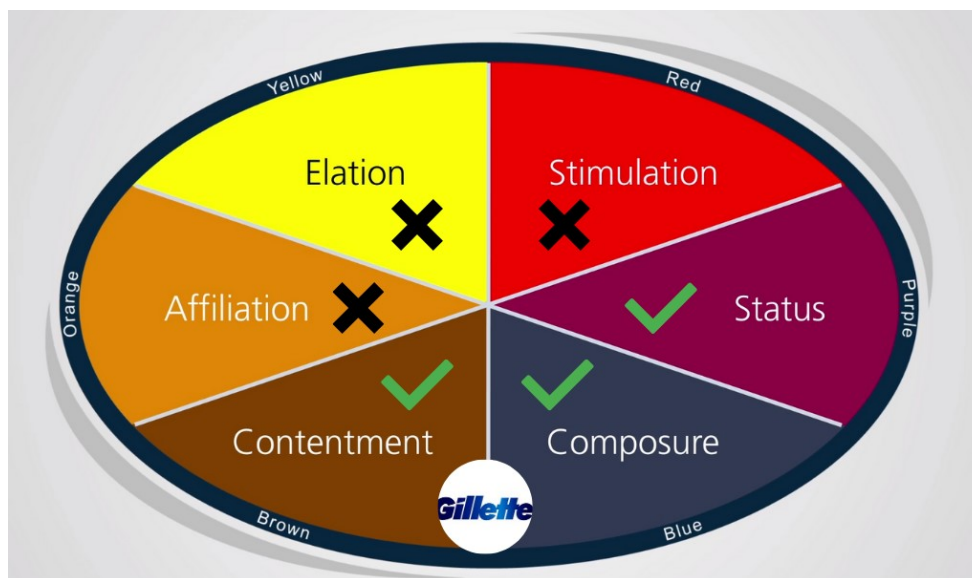 Yellow
Red
Elation
Stimulation
Orange
Affiliation
Status
Purple
Contentment
Composure
Gillette
Brown
Blue